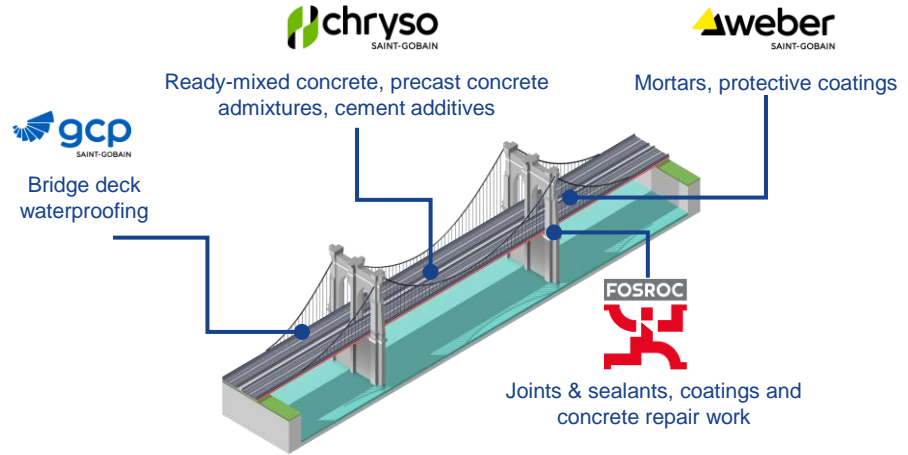 chryso
SAINT-GOBAIN
Ready-mixed concrete, precast concrete
admixtures, cement additives
weber
SAINT-GOBAIN
Mortars, protective coatings
gcp
SAINT-GOBAIN
Bridge deck
waterproofing
FOSROC
Joints & sealants, coatings and
concrete repair work